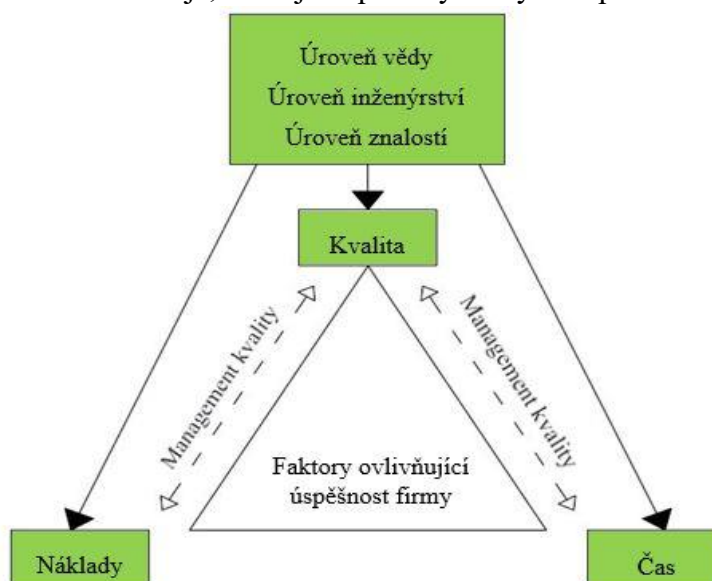 Úroveň vědy
Úroveň inženýrství
Úroveň znalostí
Kvalita
Management kvality
Management kvality
Faktory ovlivňující
úspěšnost firmy
Náklady
Čas